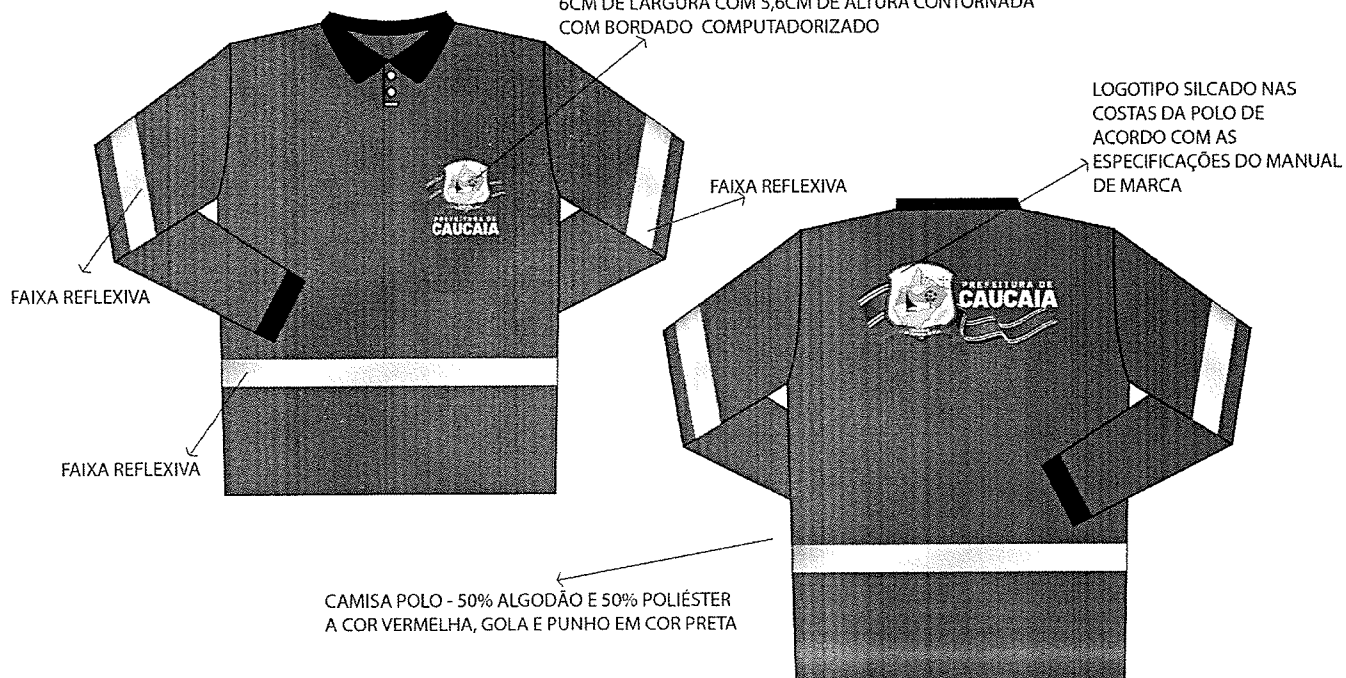 6CM DE LARGURA COM 5,6CM DE ALTURA CONTORNADA
COM BORDADO COMPUTADORIZADO
LOGOTIPO SILCADO NAS
COSTAS DA POLO DE
ACORDO COM AS
ESPECIFICAÇÕES DO MANUAL
DE MARCA
PREFEITURA DE
CAUCAIA
FAIXA REFLEXIVA
FAIXA REFLEXIVA
PREFEITURA DE
CAUCAIA
FAIXA REFLEXIVA
CAMISA POLO - 50% ALGODÃO E 50% POLIÉSTER
A COR VERMELHA, GOLA E PUNHO EM COR PRETA